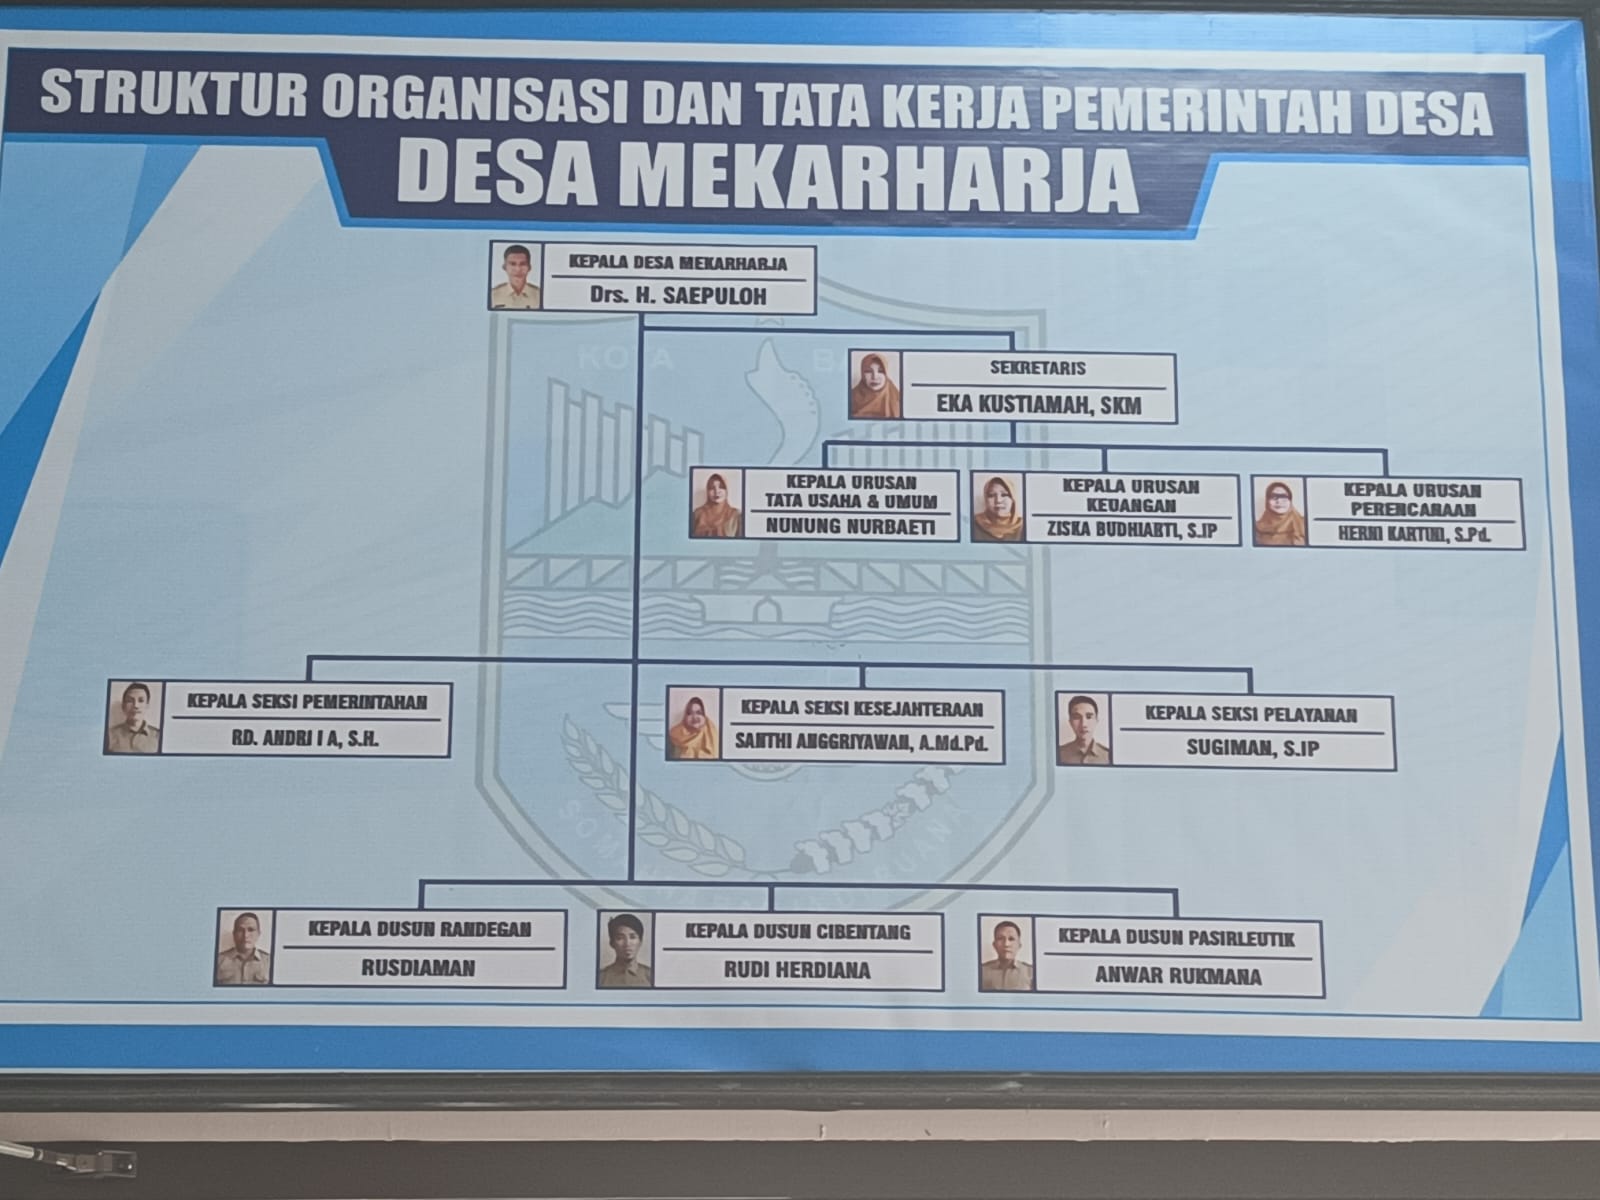 STRUKTUR ORGANISASI DAN TATA KERJA PEMERINTAH DESA
DESA MEKARHARJA
KEPALA DESA MEKARHARJA
Drs. H. SAEPULOH
KOTA
SEKRETARIS
EKA KUSTIAMAH, SKM
KEPALA URUSAN
TATA USAHA & UMUM
NUNUNG NURBAETI
KEPALA URUSAN
KEUANGAN
ZISKA BUDHIARTI, S.IP
KEPALA URUSAN
PERENCANAAN
HERNI KARTINI, S.Pd.
KEPALA SEKSI PEMERINTAHAN
RD. ANDRI I A, S.H.
KEPALA SEKSI KESEJAHTERAAN
SANTHI ANGGRIYAWAN, A.Md.Pd.
KEPALA SEKSI PELAYANAN
SUGIMAN, S.IP
KEPALA DUSUN RANDEGAN
RUSDIAMAN
KEPALA DUSUN CIBENTANG
RUDI HERDIANA
KEPALA DUSUN PASIRLEUTIK
ANWAR RUKMANA